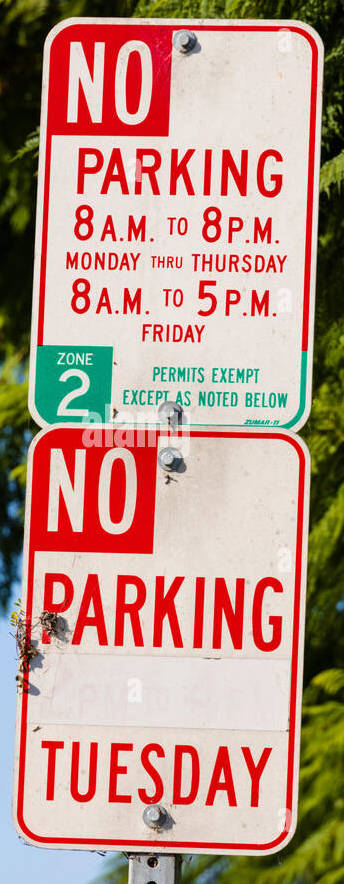 NO
PARKING
8 A.M. TO 8 P.M.
MONDAY THRU THURSDAY
8 A.M. TO 5 P.M.
FRIDAY
ZONE
2
PERMITS EXEMPT
EXCEPT AS NOTED BELOW
ZUMAR-11
NO
PARKING
TUESDAY